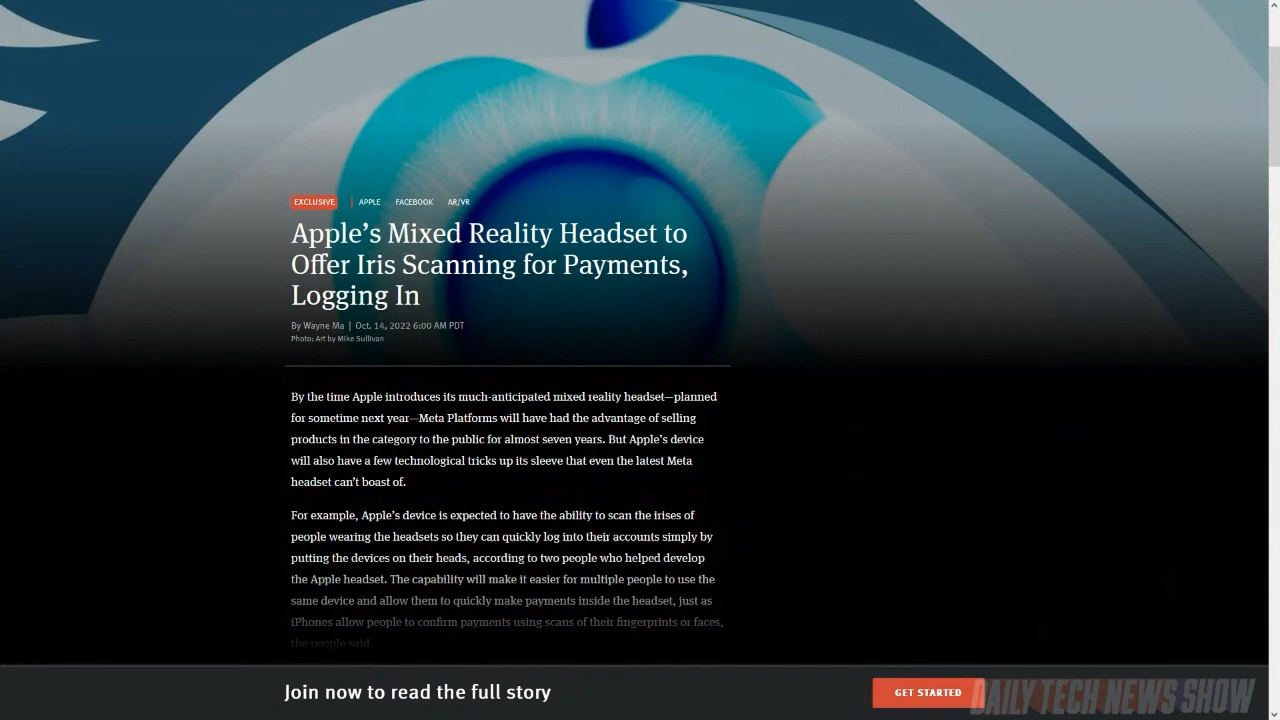 EXCLUSIVE | APPLE FACEBOOK AR/VR
Apple’s Mixed Reality Headset to
Offer Iris Scanning for Payments,
Logging In
By Wayne Ma | Oct. 14, 2022 6:00 AM PDT
Photo: Art by Mike Sullivan
By the time Apple introduces its much-anticipated mixed reality headset—planned
for sometime next year—Meta Platforms will have had the advantage of selling
products in the category to the public for almost seven years. But Apple’s device
will also have a few technological tricks up its sleeve that even the latest Meta
headset can’t boast of.
For example, Apple’s device is expected to have the ability to scan the irises of
people wearing the headsets so they can quickly log into their accounts simply by
putting the devices on their heads, according to two people who helped develop
the Apple headset. The capability will make it easier for multiple people to use the
same device and allow them to quickly make payments inside the headset, just as
iPhones allow people to confirm payments using scans of their fingerprints or faces,
the people said.
Join now to read the full story
GET STARTED
DAILY TECH NEWS SHOW